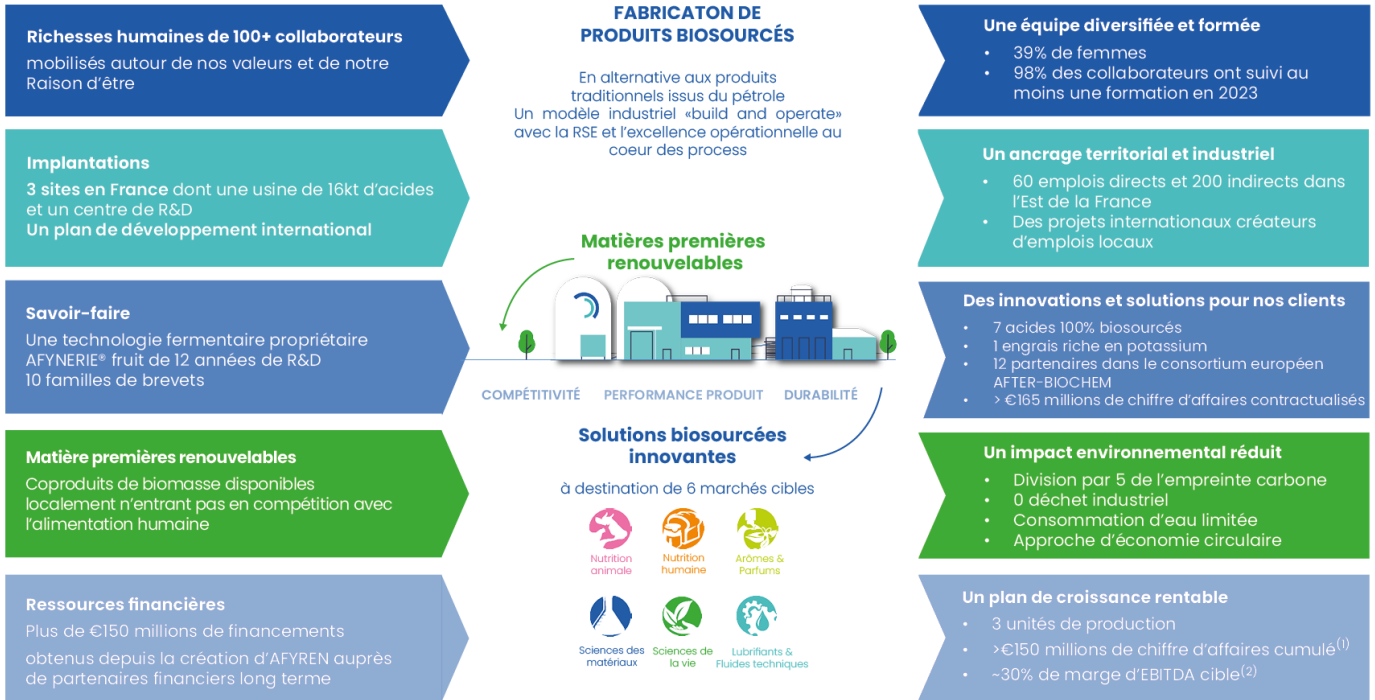 Richesses humaines de 100+ collaborateurs
mobilisés autour de nos valeurs et de notre
Raison d'être
Implantations
3 sites en France dont une usine de 16kt d'acides
et un centre de R&D
Un plan de développement international
Savoir-faire
Une technologie fermentaire propriétaire
AFYNERIE® fruit de 12 années de R&D
10 familles de brevets
Matière premières renouvelables
Coproduits de biomasse disponibles
localement n'entrant pas en compétition avec
l'alimentation humaine
Ressources financières
Plus de €150 millions de financements
obtenus depuis la création d'AFYREN auprès
de partenaires financiers long terme
FABRICATON DE
PRODUITS BIOSOURCÉS
En alternative aux produits
traditionnels issus du pétrole
Un modèle industriel «build and operate»
avec la RSE et l'excellence opérationnelle au
coeur des process
Matières premières
renouvelables
COMPÉTITIVITÉ PERFORMANCE PRODUIT DURABILITÉ
Solutions biosourcées
innovantes
à destination de 6 marchés cibles
Nutrition
animale
Nutrition
humaine
Arômes &
Parfums
Sciences des
matériaux
Sciences de
la vie
Lubrifiants &
Fluides techniques
Une équipe diversifiée et formée
• 39% de femmes
• 98% des collaborateurs ont suivi au
moins une formation en 2023
Un ancrage territorial et industriel
• 60 emplois directs et 200 indirects dans
l'Est de la France
• Des projets internationaux créateurs
d'emplois locaux
Des innovations et solutions pour nos clients
• 7 acides 100% biosourcés
• 1 engrais riche en potassium
• 12 partenaires dans le consortium européen
AFTER-BIOCHEM
• > €165 millions de chiffre d'affaires contractualisés
Un impact environmental réduit
• Division par 5 de l'empreinte carbone
• 0 déchet industriel
• Consommation d'eau limitée
• Approche d'économie circulaire
Un plan de croissance rentable
• 3 unités de production
• >€150 millions de chiffre d'affaires cumulé(1)
• ~30% de marge d'EBITDA cible(2)